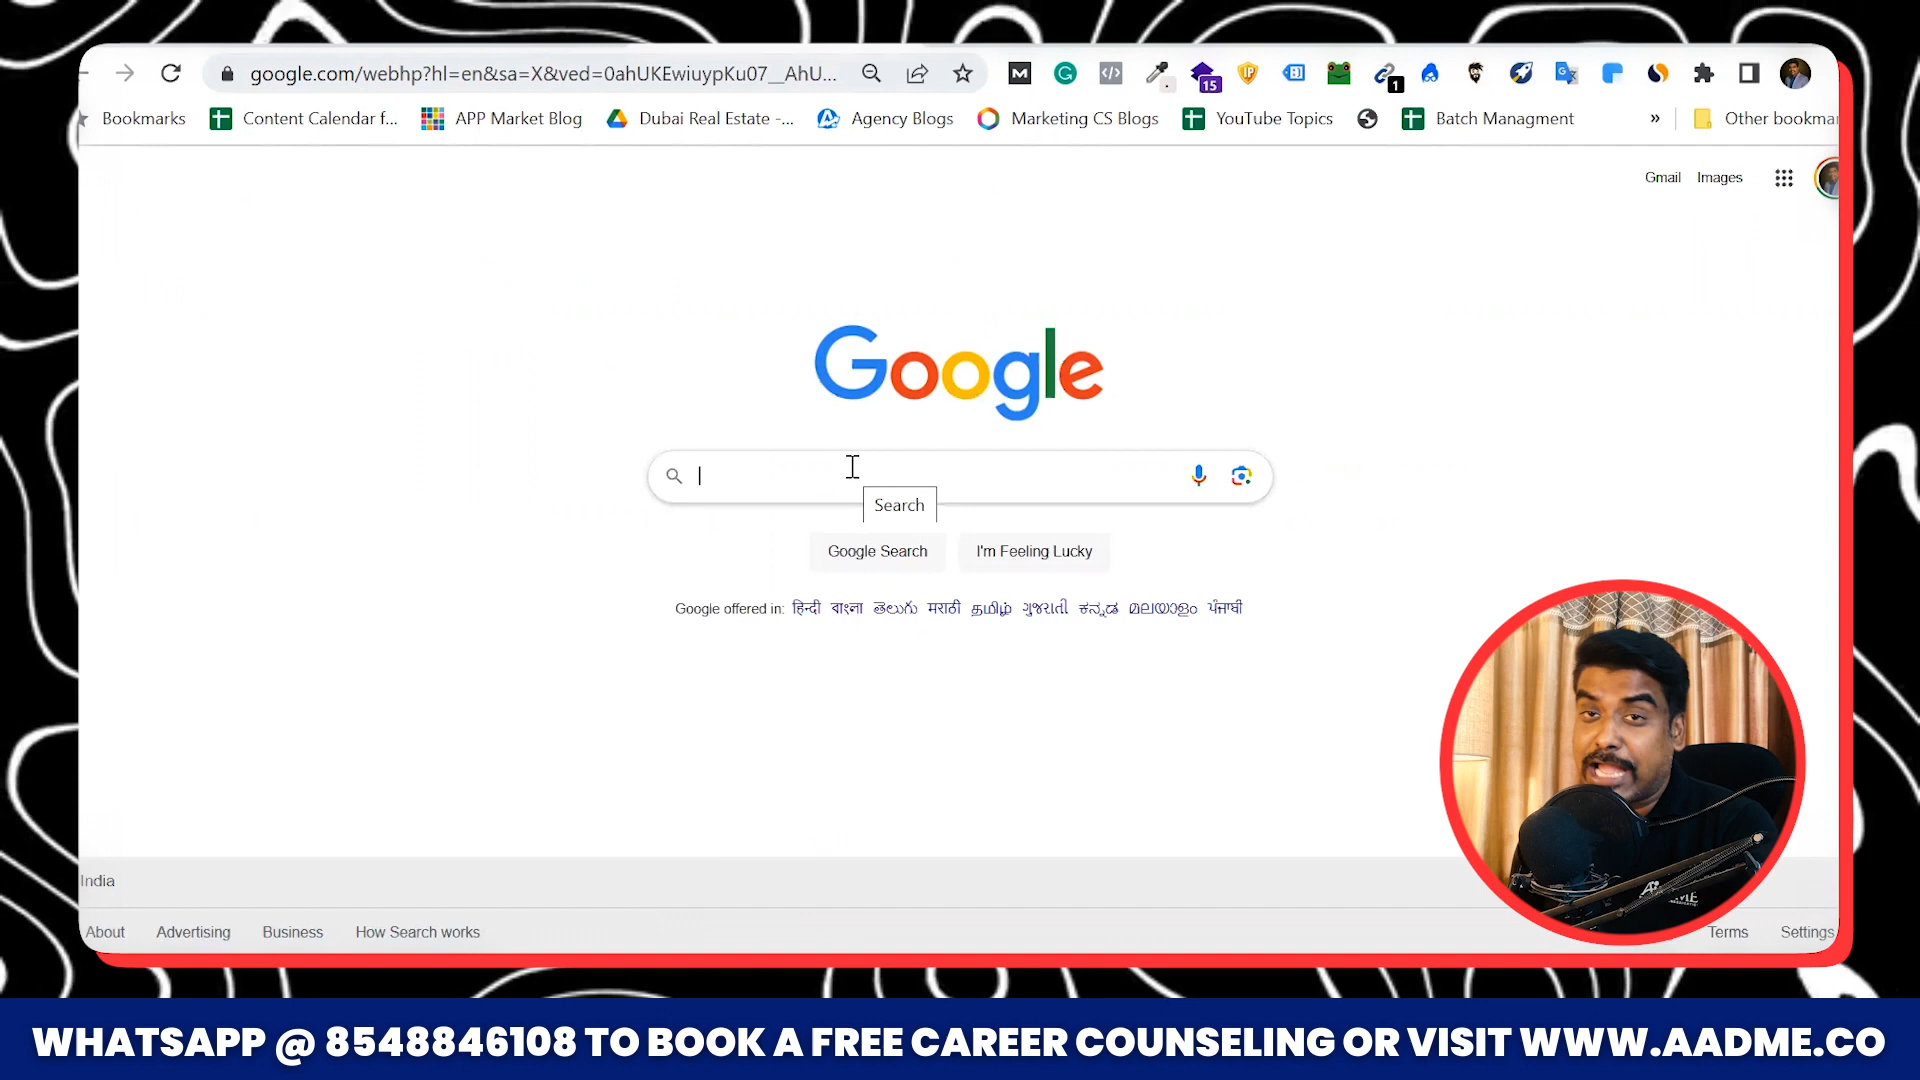 google.com/webhp?hl=en&sa=X&ved=0ahUKEwiuypKu07__AhU...
15
1
Bookmarks
Content Calendar f...
APP Market Blog
Dubai Real Estate -...
Agency Blogs
Marketing CS Blogs
YouTube Topics
Batch Managment
»
Other bookmar
Gmail
Images
Google
Search
Google Search
I'm Feeling Lucky
Google offered in: हिन्दी বাংলা తెలుగు मराठी தமிழ் ગુજરાતી ಕನ್ನಡ മലയാളം ਪੰਜਾਬੀ
India
About
Advertising
Business
How Search works
Terms
Settings
WHATSAPP @ 8548846108 TO BOOK A FREE CAREER COUNSELING OR VISIT WWW.AADME.CO